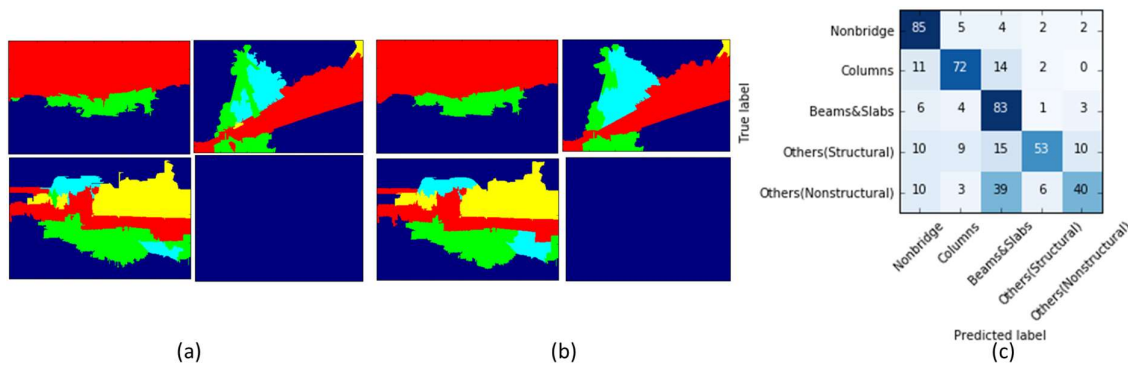 True label
Nonbridge 85 5 4 2 2
Columns 11 72 14 2 0
Beams&Slabs 6 4 83 1 3
Others(Structural) 10 9 15 53 10
Others(Nonstructural) 10 3 39 6 40
Nonbridge
Columns
Beams&Slabs
Others(Structural)
Others(Nonstructural)
Predicted label
(a) (b) (c)